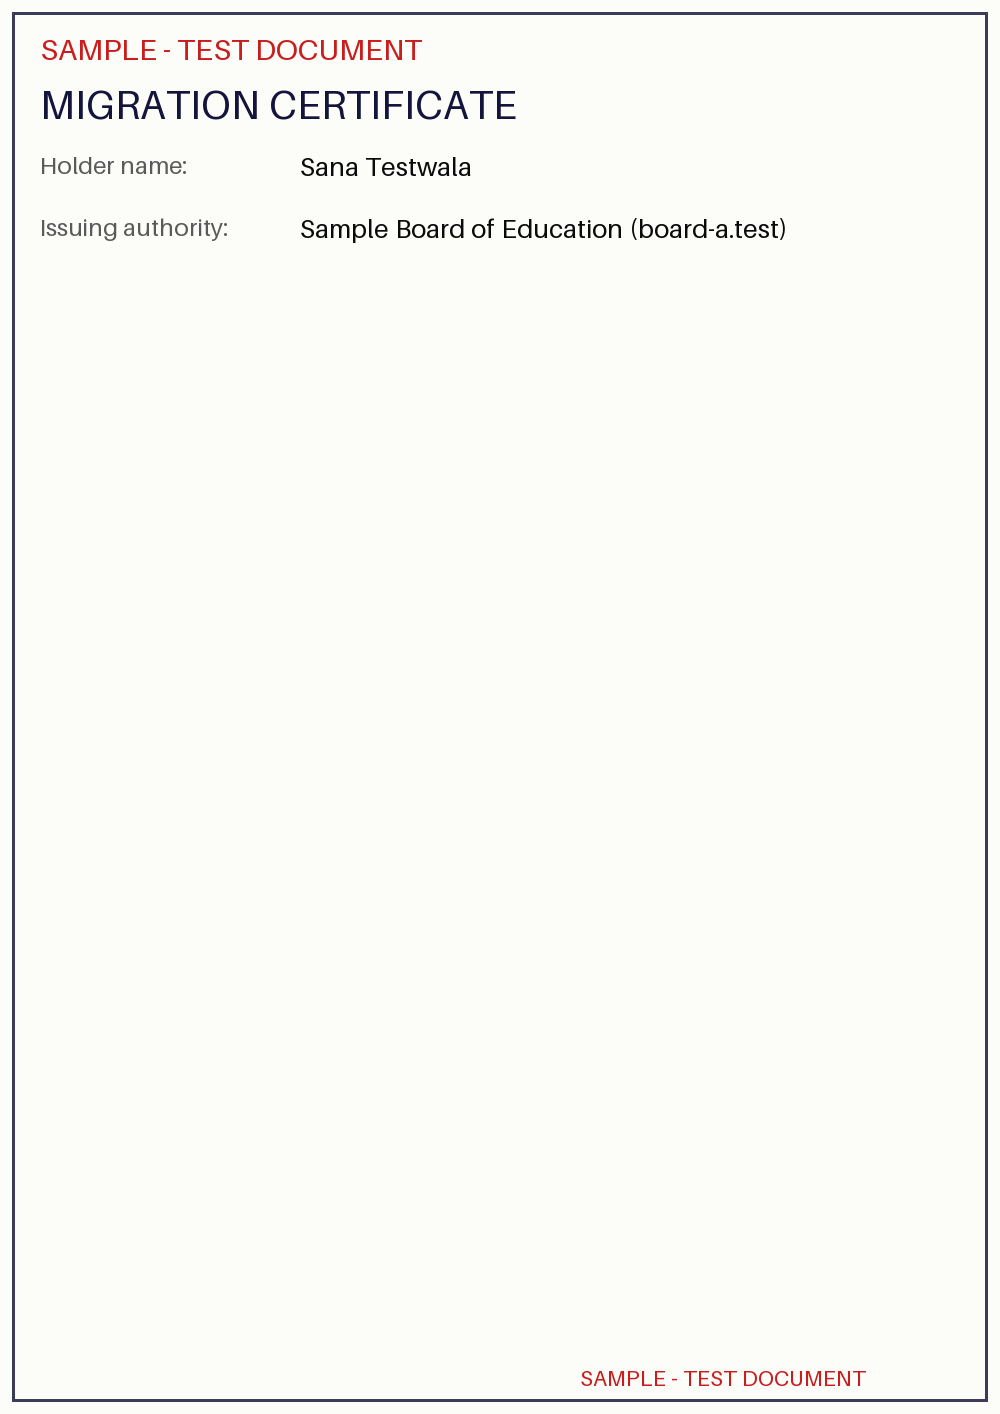 SAMPLE - TEST DOCUMENT
MIGRATION CERTIFICATE
Holder name: Sana Testwala
Issuing authority: Sample Board of Education (board-a.test)
SAMPLE - TEST DOCUMENT